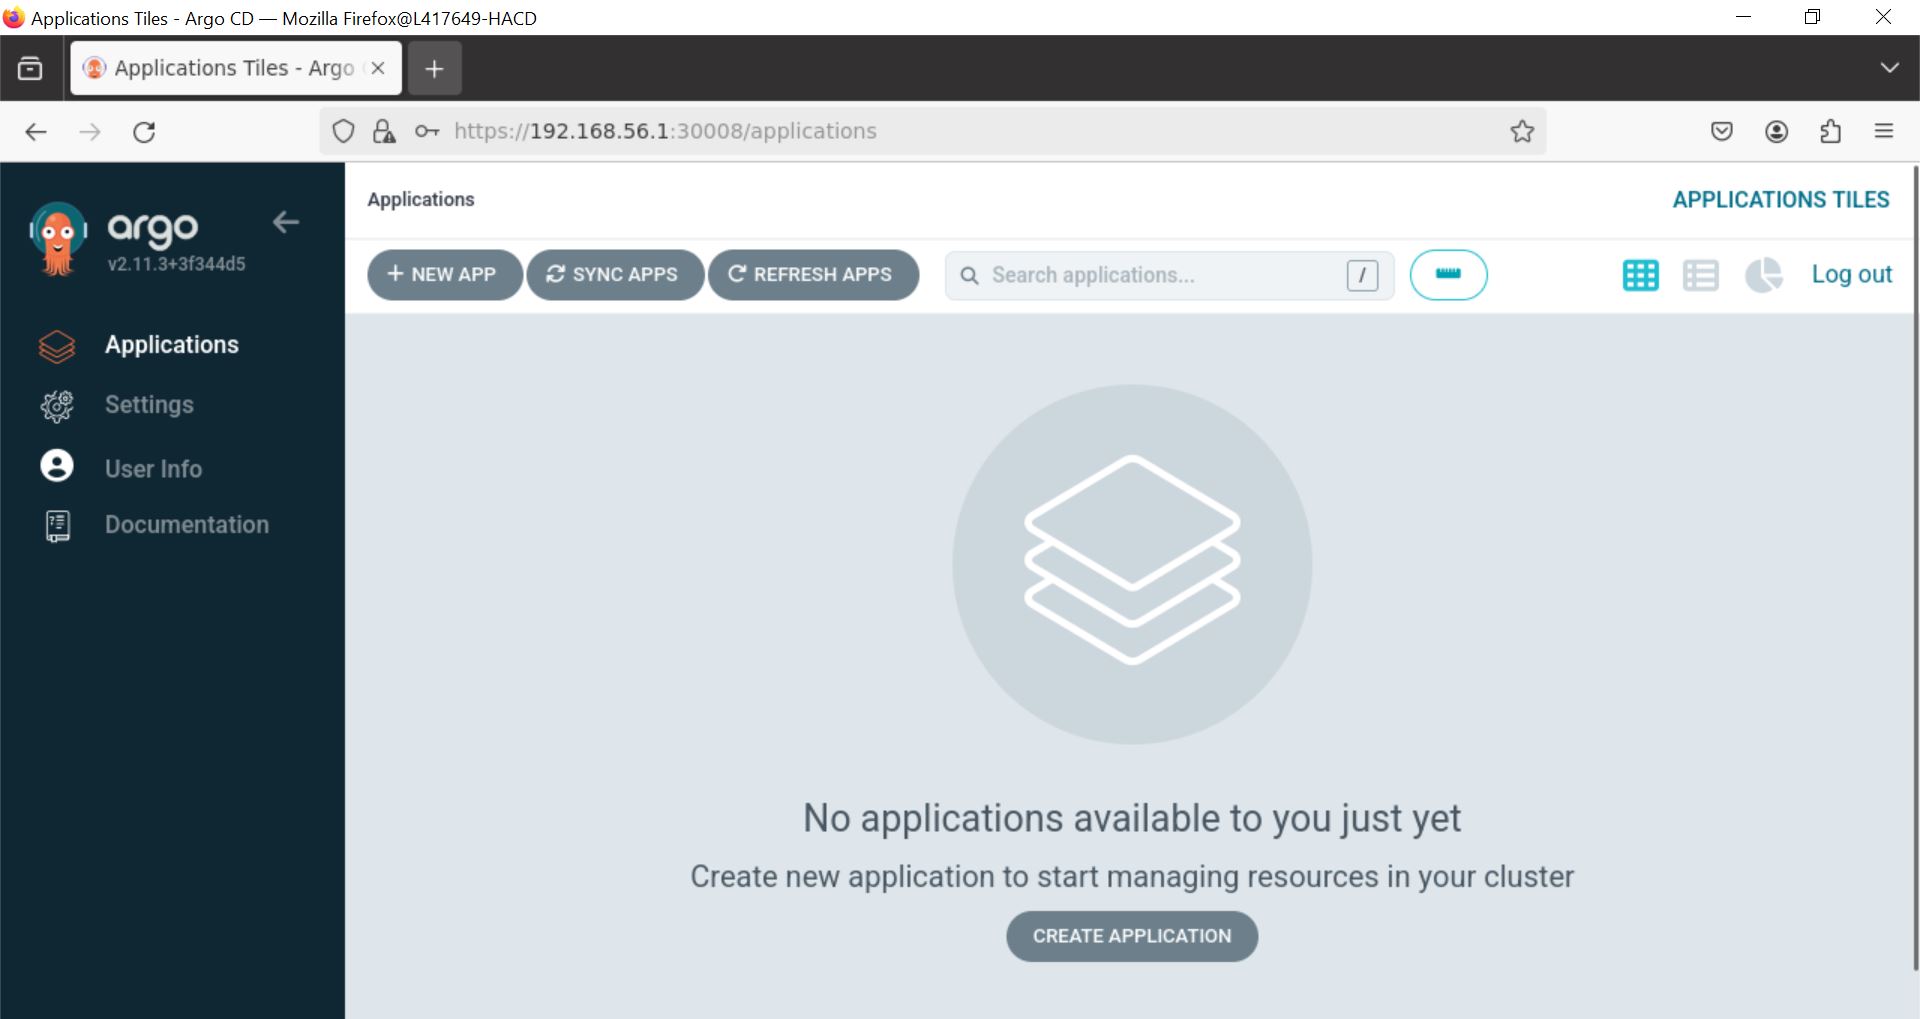 Applications Tiles - Argo CD — Mozilla Firefox@L417649-HACD
Applications Tiles - Argo
https://192.168.56.1:30008/applications
argo
v2.11.3+3f344d5
Applications
Settings
User Info
Documentation
Applications
APPLICATIONS TILES
+ NEW APP
SYNC APPS
REFRESH APPS
Search applications...
/
Log out
No applications available to you just yet
Create new application to start managing resources in your cluster
CREATE APPLICATION